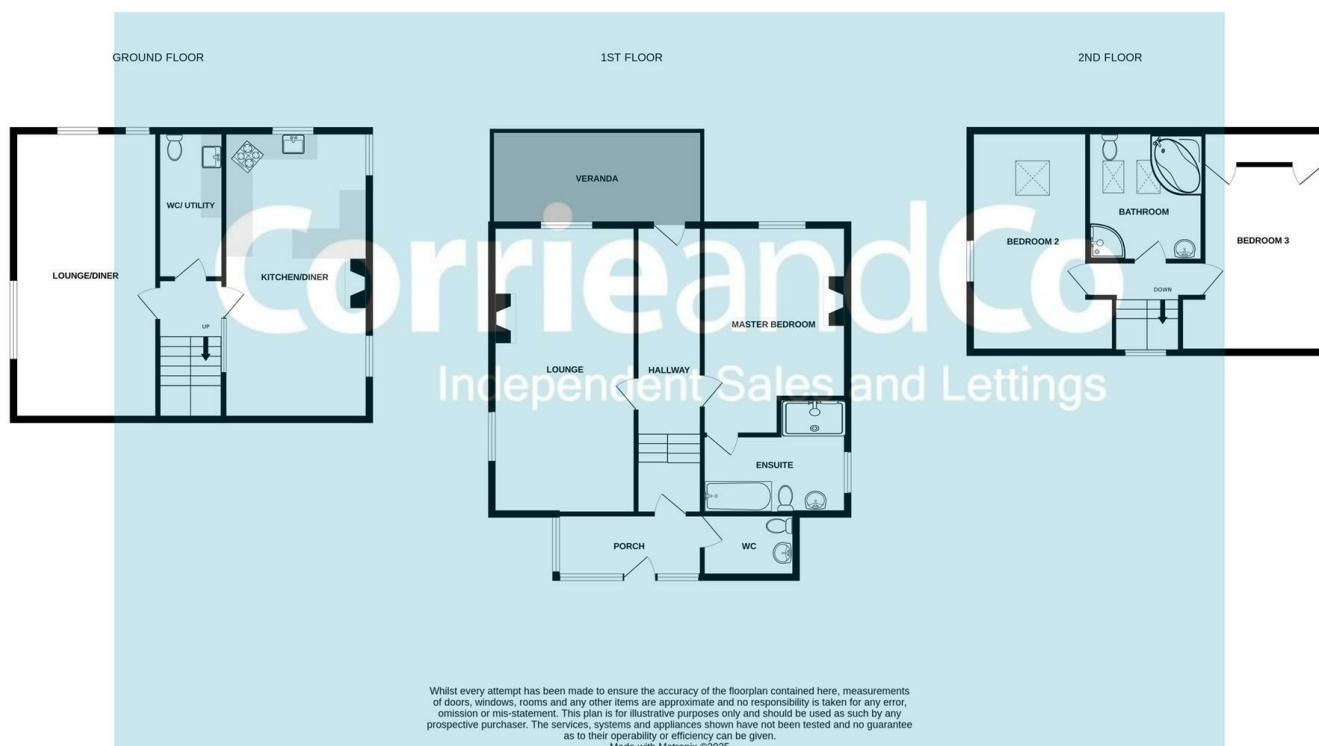 GROUND FLOOR
1ST FLOOR
2ND FLOOR
LOUNGE/DINER
WC/ UTILITY
KITCHEN/DINER
UP
VERANDA
LOUNGE
HALLWAY
MASTER BEDROOM
ENSUITE
PORCH
WC
BEDROOM 2
BATHROOM
BEDROOM 3
DOWN
CorrieandCo
Independent Sales and Lettings
Whilst every attempt has been made to ensure the accuracy of the floorplan contained here, measurements
of doors, windows, rooms and any other items are approximate and no responsibility is taken for any error,
omission or mis-statement. This plan is for illustrative purposes only and should be used as such by any
prospective purchaser. The services, systems and appliances shown have not been tested and no guarantee
as to their operability or efficiency can be given.
Made with Metropix ©2025